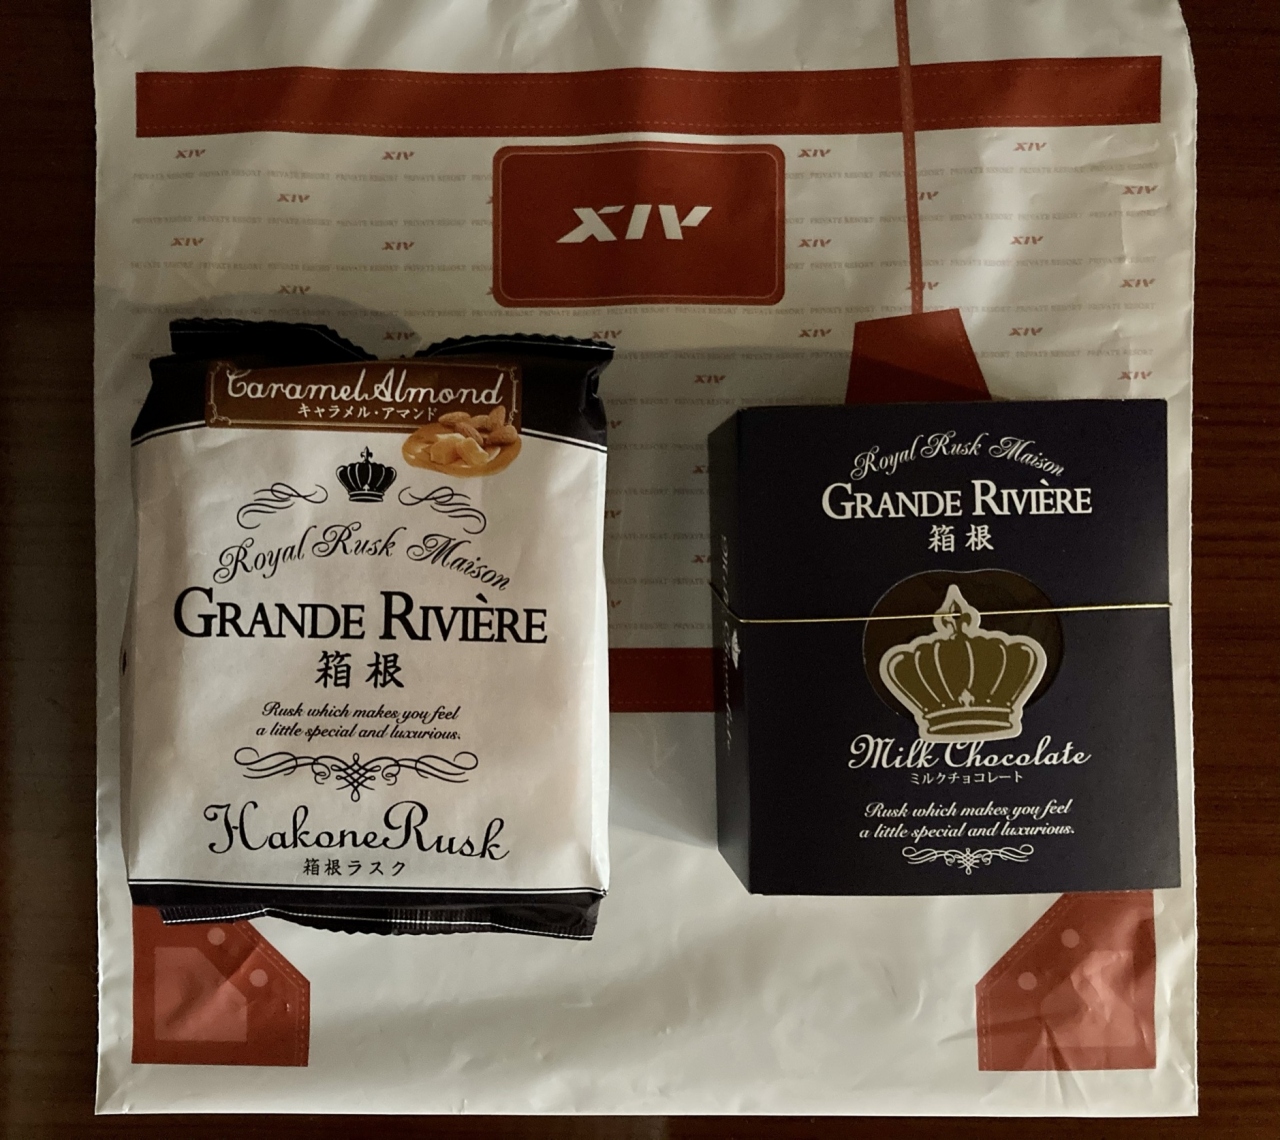 XIV
PRIVATE RESORT
Caramel Almond
キャラメル・アマンド
Royal Rusk Maison
GRANDE RIVIÈRE
箱根
Rusk which makes you feel
a little special and luxurious.
Hakone Rusk
箱根ラスク
Royal Rusk Maison
GRANDE RIVIÈRE
箱根
Milk Chocolate
ミルクチョコレート
Rusk which makes you feel
a little special and luxurious.